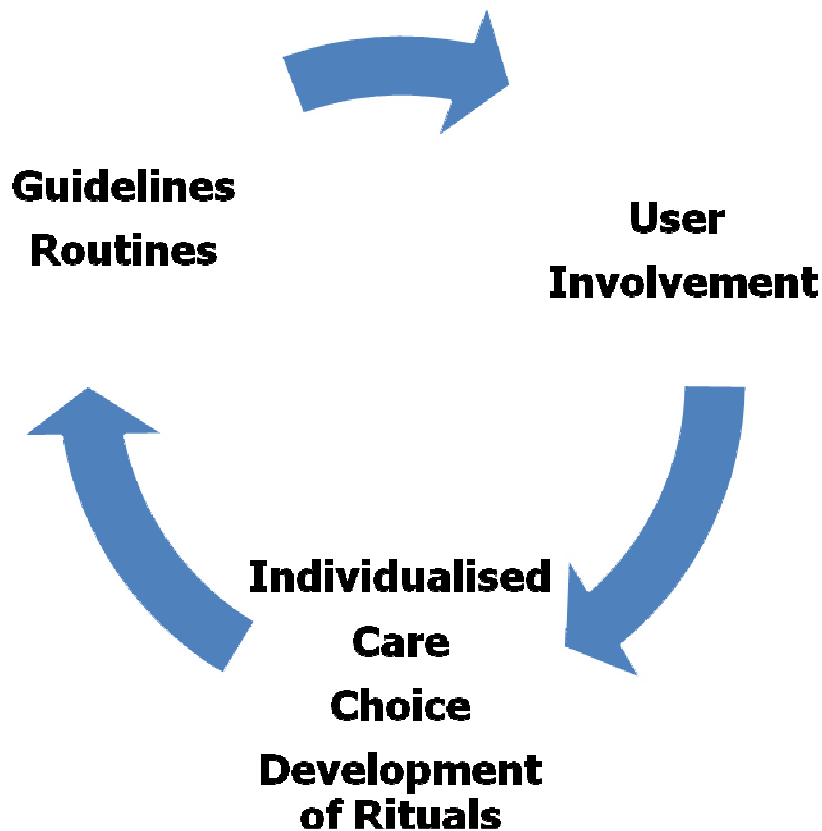 Guidelines
Routines
User
Involvement
Individualised
Care
Choice
Development
of Rituals